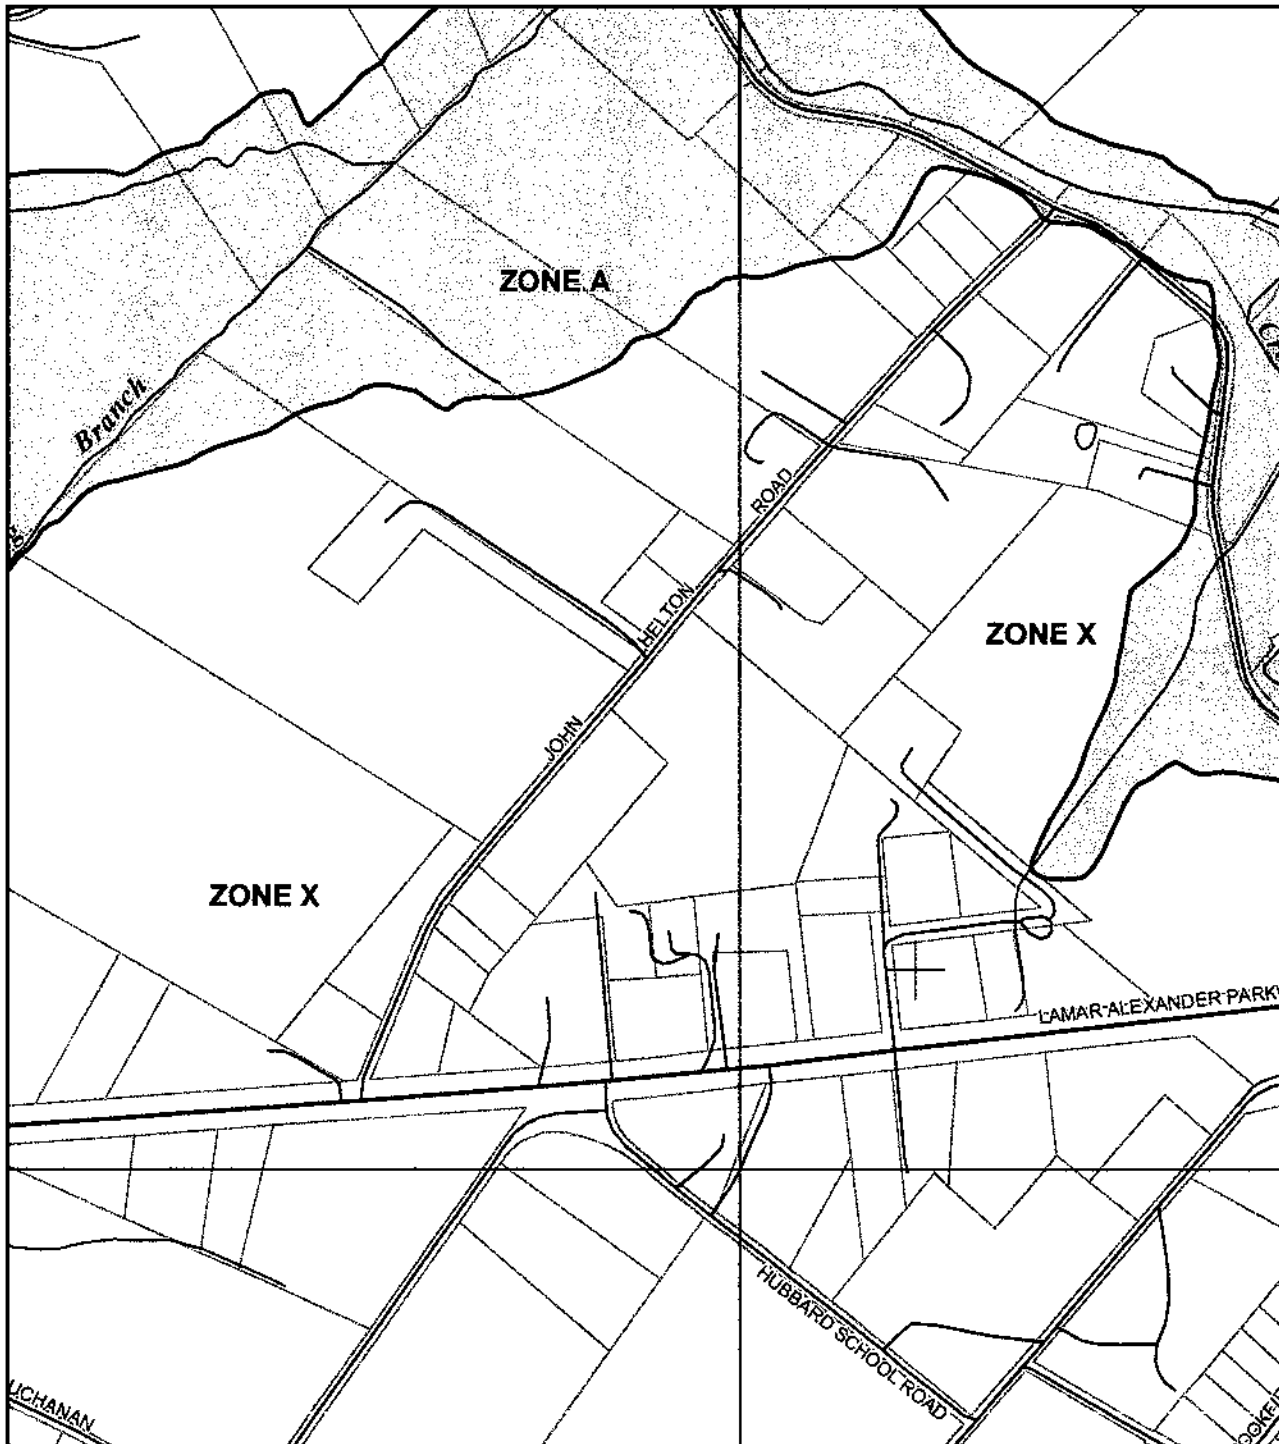 ZONE A
Branch
ROAD
HELTON
ZONE X
JOHN
ZONE X
LAMAR ALEXANDER PARKW
HUBBARD SCHOOL ROAD
UCHANAN